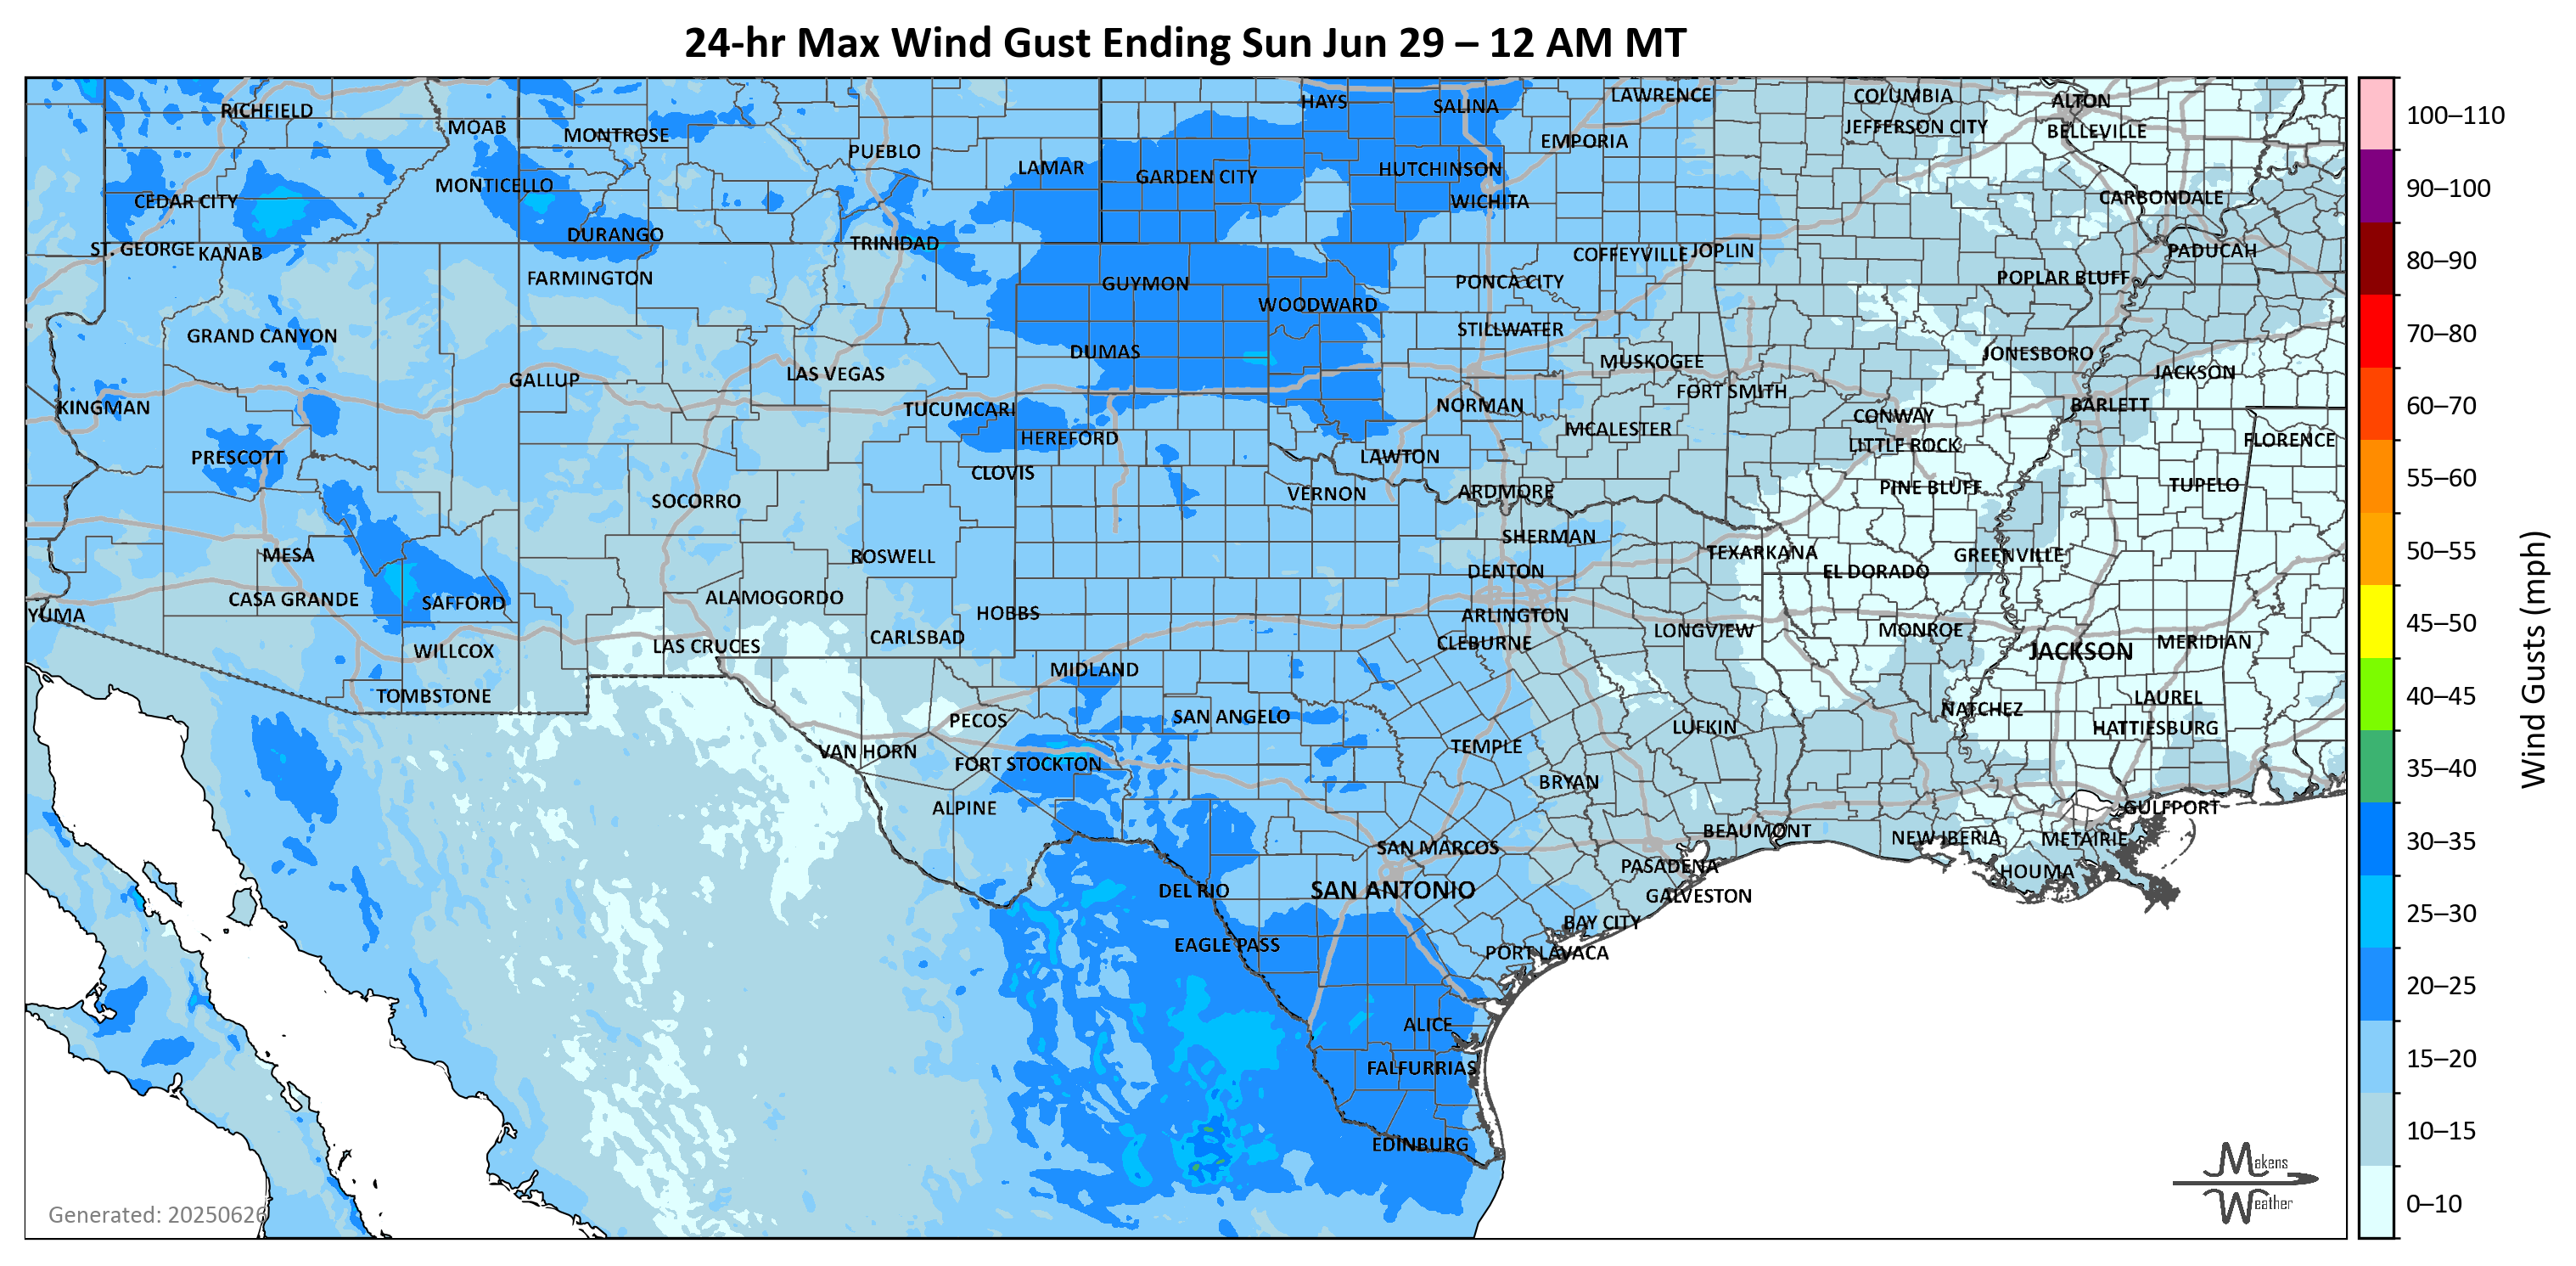 24-hr Max Wind Gust Ending Sun Jun 29 – 12 AM MT
RICHFIELD
MOAB
MONTROSE
PUEBLO
LAMAR
HAYS
SALINA
LAWRENCE
EMPORIA
COLUMBIA
JEFFERSON CITY
ALTON
BELLEVILLE
MONTICELLO
CEDAR CITY
GARDEN CITY
HUTCHINSON
WICHITA
CARBONDALE
ST. GEORGE
KANAB
DURANGO
TRINIDAD
COFFEYVILLE
JOPLIN
PADUCAH
FARMINGTON
GUYMON
WOODWARD
PONCA CITY
POPLAR BLUFF
GRAND CANYON
STILLWATER
DUMAS
MUSKOGEE
JONESBORO
GALLUP
LAS VEGAS
FORT SMITH
JACKSON
KINGMAN
TUCUMCARI
NORMAN
CONWAY
BARLETT
HEREFORD
MCALESTER
LITTLE ROCK
FLORENCE
PRESCOTT
CLOVIS
LAWTON
SOCORRO
VERNON
ARDMORE
PINE BLUFF
TUPELO
MESA
ROSWELL
SHERMAN
TEXARKANA
GREENVILLE
DENTON
EL DORADO
YUMA
CASA GRANDE
SAFFORD
ALAMOGORDO
HOBBS
ARLINGTON
WILLCOX
LAS CRUCES
CARLSBAD
CLEBURNE
LONGVIEW
MONROE
JACKSON
MERIDIAN
TOMBSTONE
MIDLAND
PECOS
SAN ANGELO
LUFKIN
NATCHEZ
LAUREL
HATTIESBURG
VAN HORN
FORT STOCKTON
TEMPLE
BRYAN
ALPINE
GULFPORT
SAN MARCOS
BEAUMONT
NEW IBERIA
METAIRIE
DEL RIO
SAN ANTONIO
PASADENA
GALVESTON
HOUMA
EAGLE PASS
BAY CITY
PORT LAVACA
ALICE
FALFURRIAS
EDINBURG
Generated: 20250626
Makens
Weather
100–110
90–100
80–90
70–80
60–70
55–60
50–55
45–50
40–45
35–40
30–35
25–30
20–25
15–20
10–15
0–10
Wind Gusts (mph)